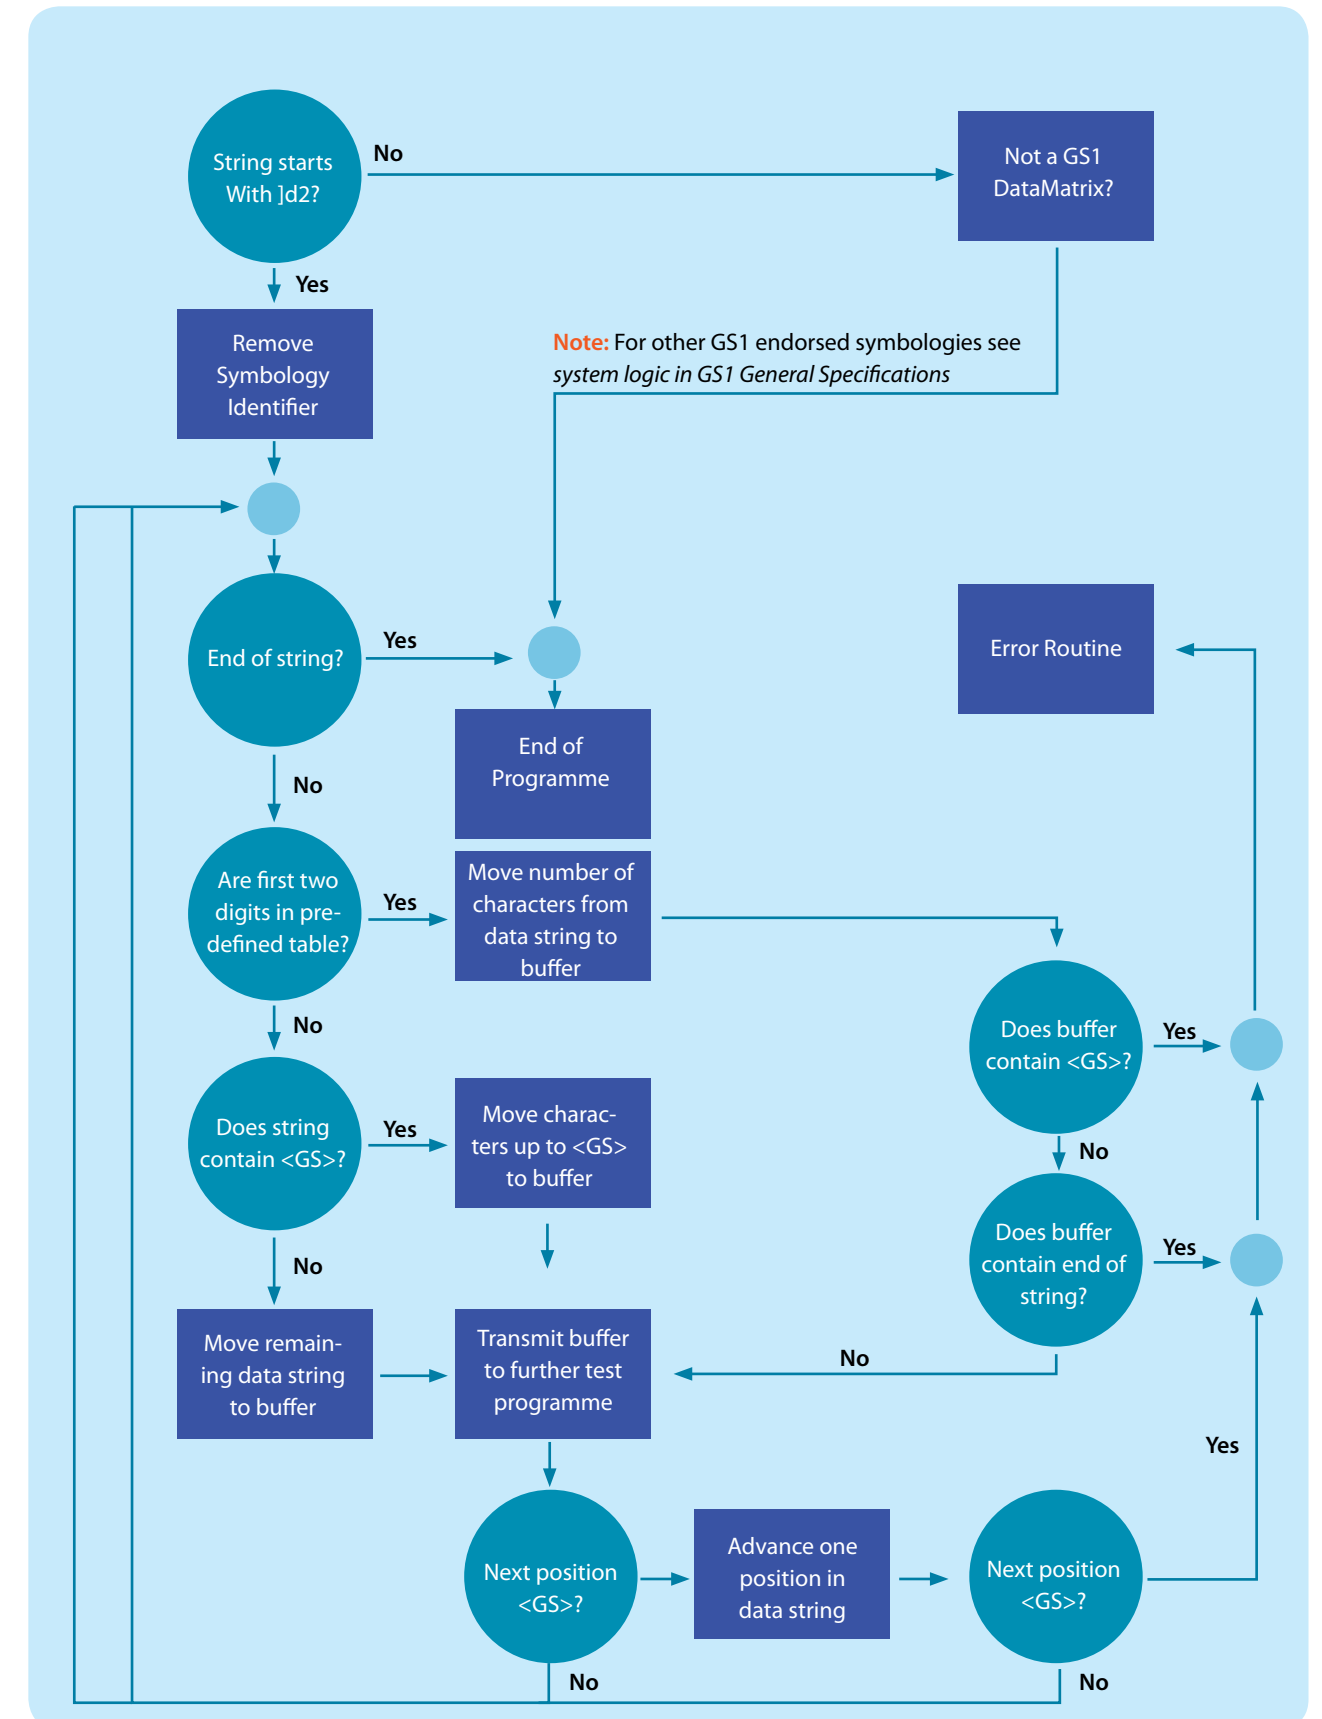 String starts
With ]d2?
No
Not a GS1
DataMatrix?
Yes
Remove
Symbology
Identifier
Note: For other GS1 endorsed symbologies see
system logic in GS1 General Specifications
End of string?
Yes
Error Routine
End of
Programme
No
Are first two
digits in pre-
defined table?
Yes
Move number of
characters from
data string to
buffer
No
Does buffer
contain <GS>?
Yes
Does string
contain <GS>?
Yes
Move charac-
ters up to <GS>
to buffer
No
Does buffer
contain end of
string?
Yes
No
Move remain-
ing data string
to buffer
Transmit buffer
to further test
programme
No
Yes
Next position
<GS>?
Advance one
position in
data string
Next position
<GS>?
No
No